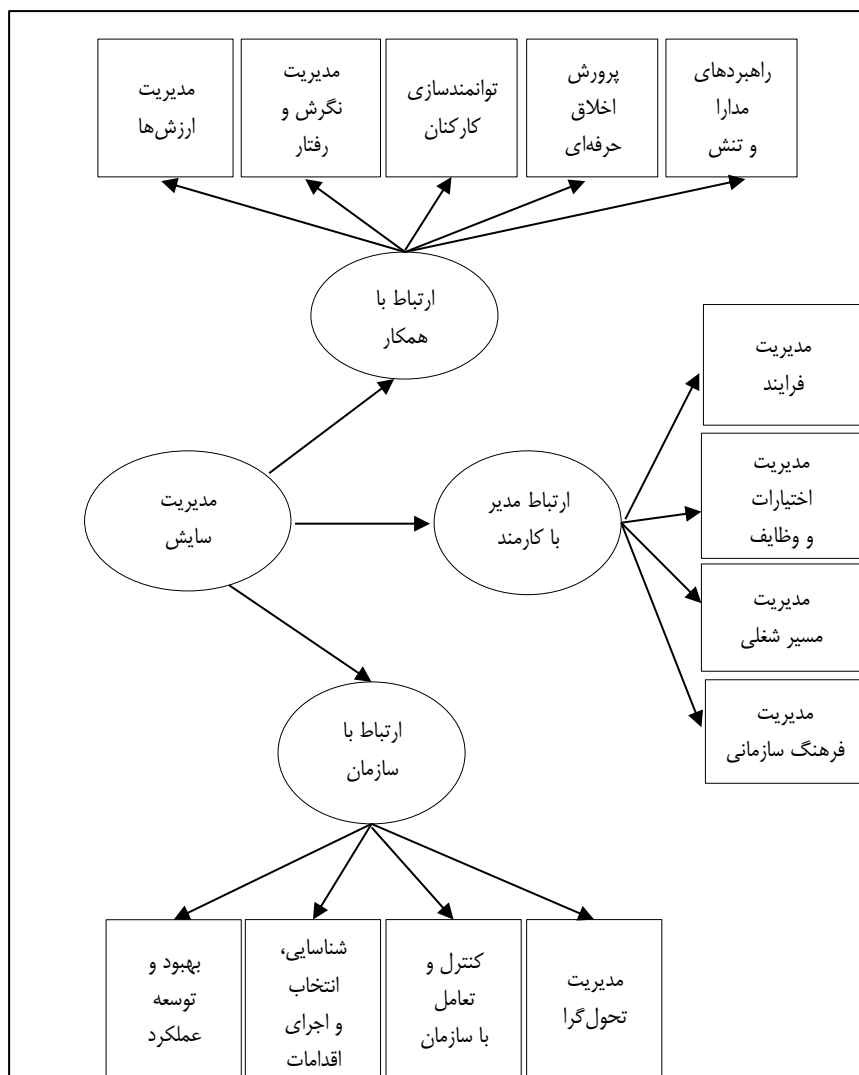 راهبردهای
مدارا
و تنش
پرورش
اخلاق
حرفه‌ای
توانمندسازی
کارکنان
مدیریت
نگرش و
رفتار
مدیریت
ارزش‌ها
ارتباط با
همکار
مدیریت
فرایند
مدیریت
اختیارات
و وظایف
مدیریت
مسیر شغلی
مدیریت
فرهنگ سازمانی
ارتباط مدیر
با کارمند
مدیریت
سایش
ارتباط با
سازمان
مدیریت
تحول‌گرا
کنترل و
تعامل
با سازمان
شناسایی،
انتخاب
و اجرای
اقدامات
بهبود و
توسعه
عملکرد